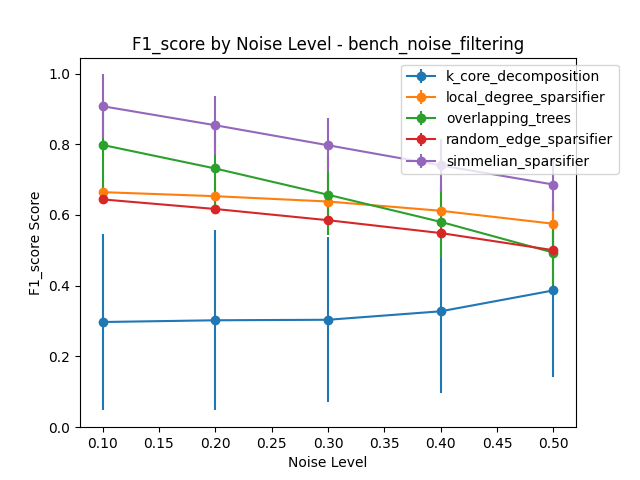 F1_score by Noise Level - bench_noise_filtering
F1_score Score
1.0
0.8
0.6
0.4
0.2
0.0
k_core_decomposition
local_degree_sparsifier
overlapping_trees
random_edge_sparsifier
simmelian_sparsifier
0.10 0.15 0.20 0.25 0.30 0.35 0.40 0.45 0.50
Noise Level